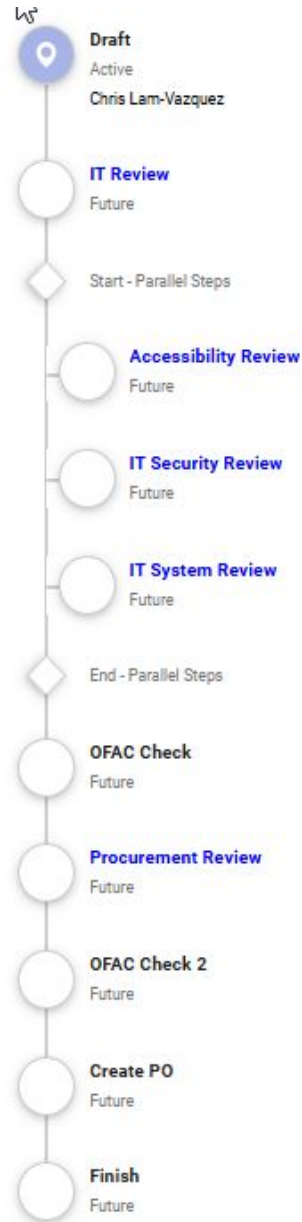 Draft
Active
Chris Lam-Vazquez
IT Review
Future
Start - Parallel Steps
Accessibility Review
Future
IT Security Review
Future
IT System Review
Future
End - Parallel Steps
OFAC Check
Future
Procurement Review
Future
OFAC Check 2
Future
Create PO
Future
Finish
Future